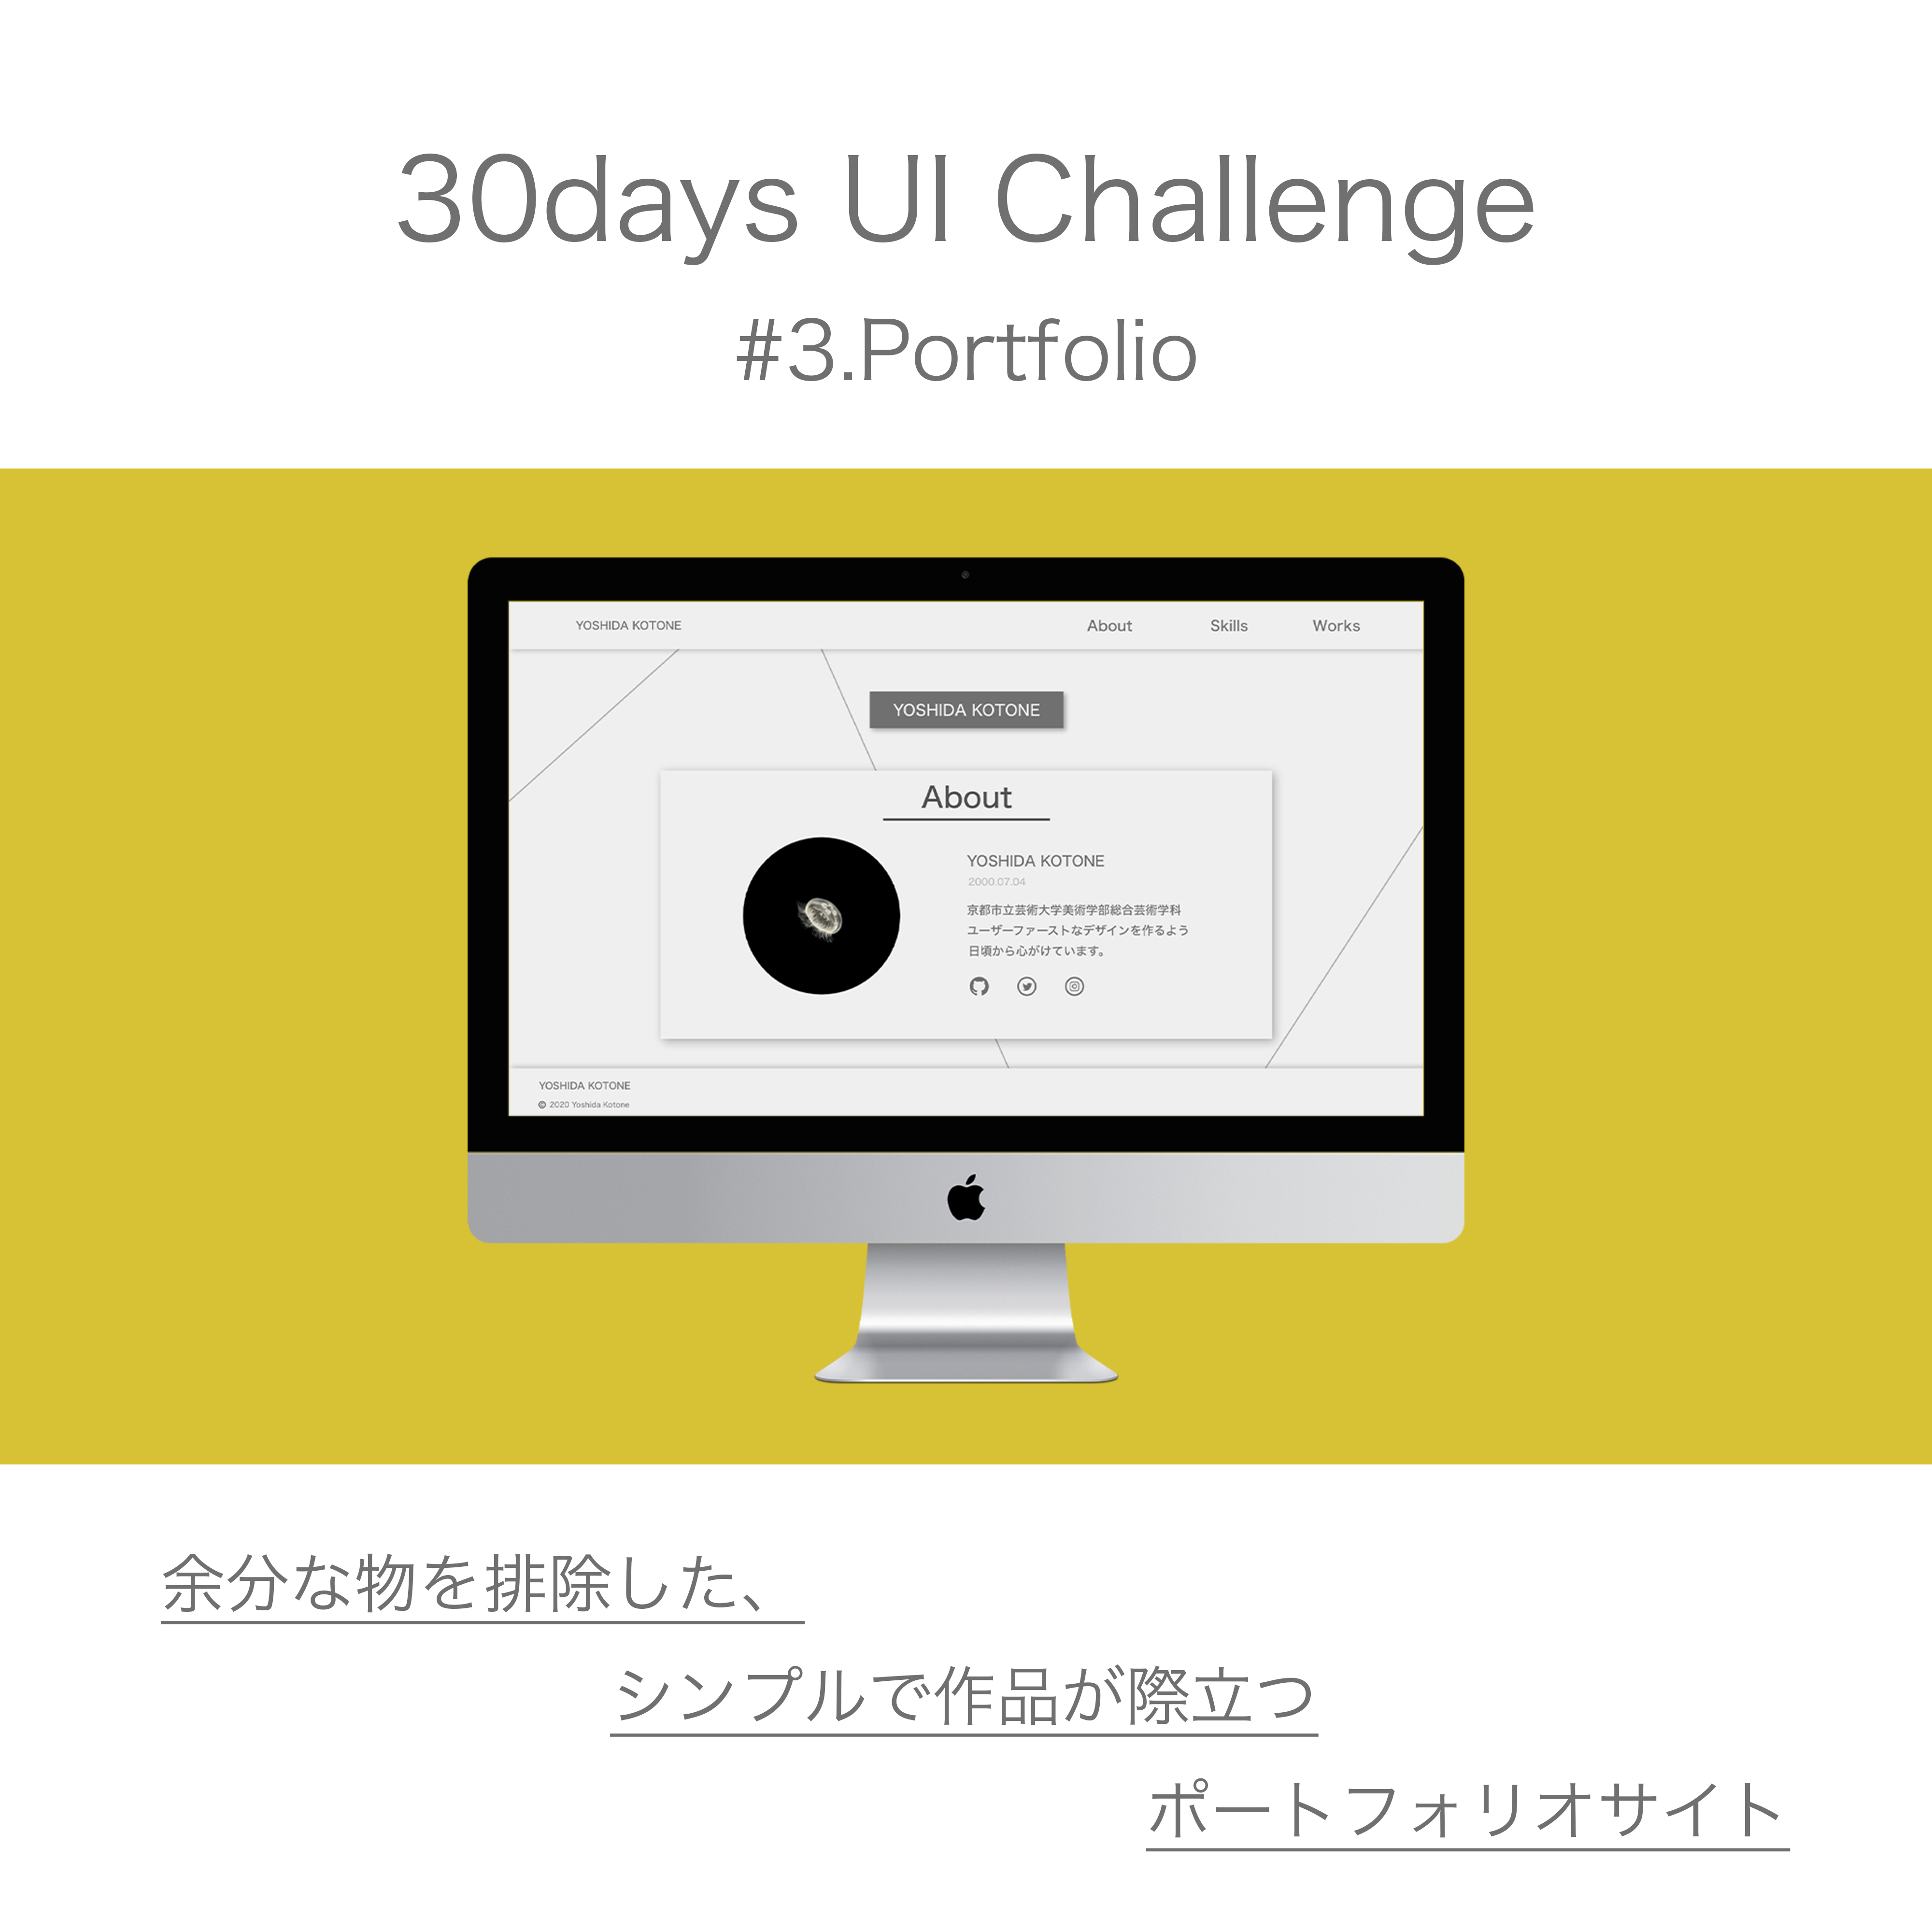 30days UI Challenge
#3.Portfolio
YOSHIDA KOTONE About Skills Works
YOSHIDA KOTONE
About
YOSHIDA KOTONE
2000.07.04
京都市立芸術大学美術学部総合芸術学科
ユーザーファーストなデザインを作るよう
日頃から心がけています。
YOSHIDA KOTONE
© 2020 Yoshida Kotone
余分な物を排除した、
シンプルで作品が際立つ
ポートフォリオサイト